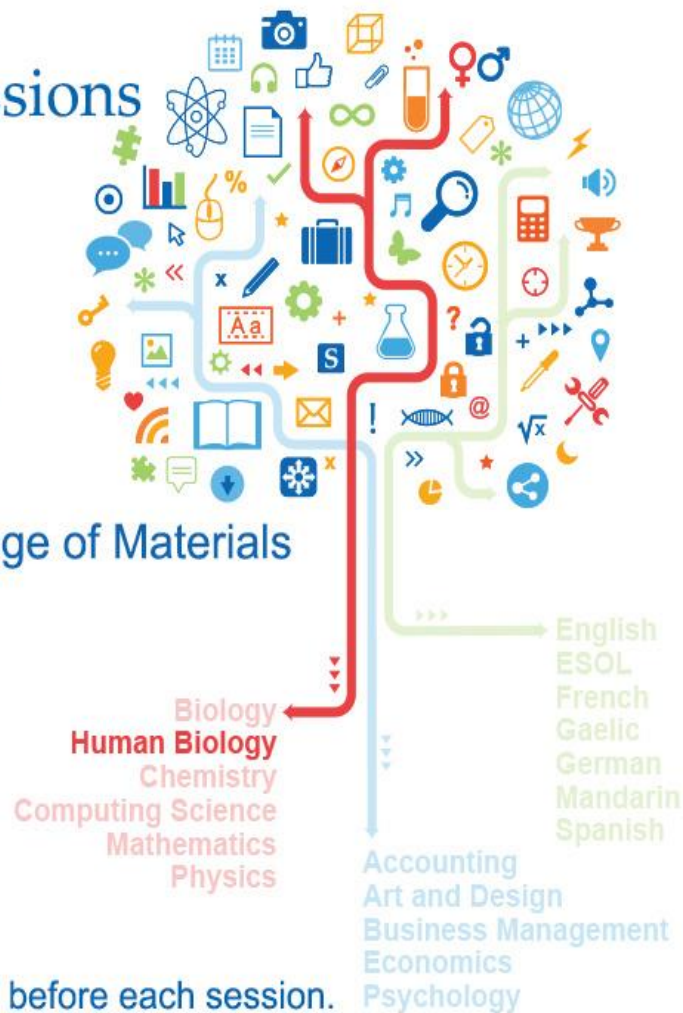 sions
%
x
Aa
S
?
@
!
√x
x
ge of Materials
English
ESOL
French
Gaelic
German
Mandarin
Spanish
Biology
Human Biology
Chemistry
Computing Science
Mathematics
Physics
Accounting
Art and Design
Business Management
Economics
Psychology
before each session.